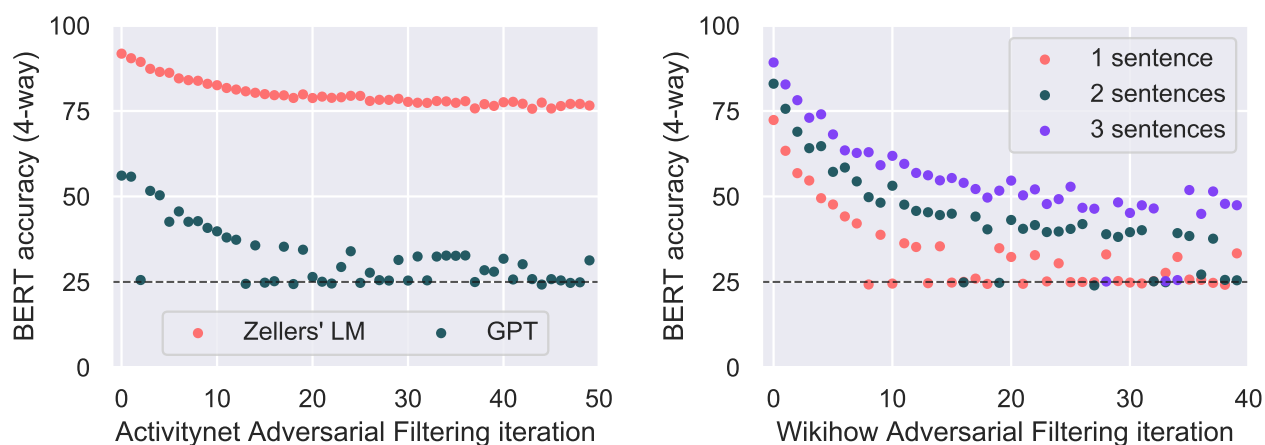 BERT accuracy (4-way)
100
75
50
25
0
Zellers' LM
GPT
0
10
20
30
40
50
Activitynet Adversarial Filtering iteration
BERT accuracy (4-way)
100
75
50
25
0
1 sentence
2 sentences
3 sentences
0
10
20
30
40
Wikihow Adversarial Filtering iteration